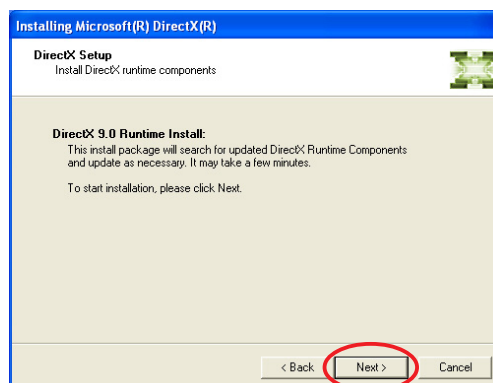 Installing Microsoft(R) DirectX(R)
DirectX Setup
Install DirectX runtime components
DirectX 9.0 Runtime Install:
This install package will search for updated DirectX Runtime Components
and update as necessary. It may take a few minutes.
To start installation, please click Next.
< Back Next > Cancel